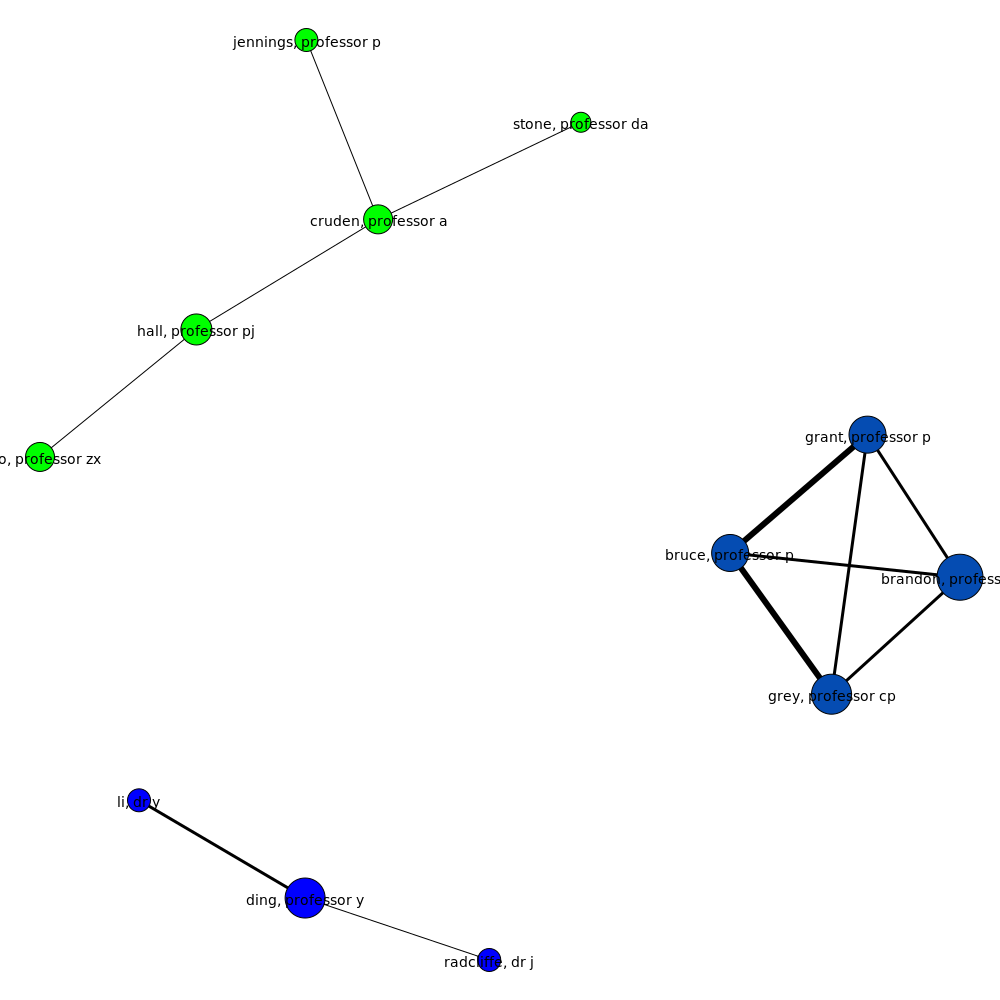 jennings, professor p
stone, professor da
cruden, professor a
hall, professor pj
o, professor zx
grant, professor p
bruce, professor p
brandon, profess
grey, professor cp
li, dr y
ding, professor y
radcliffe, dr j